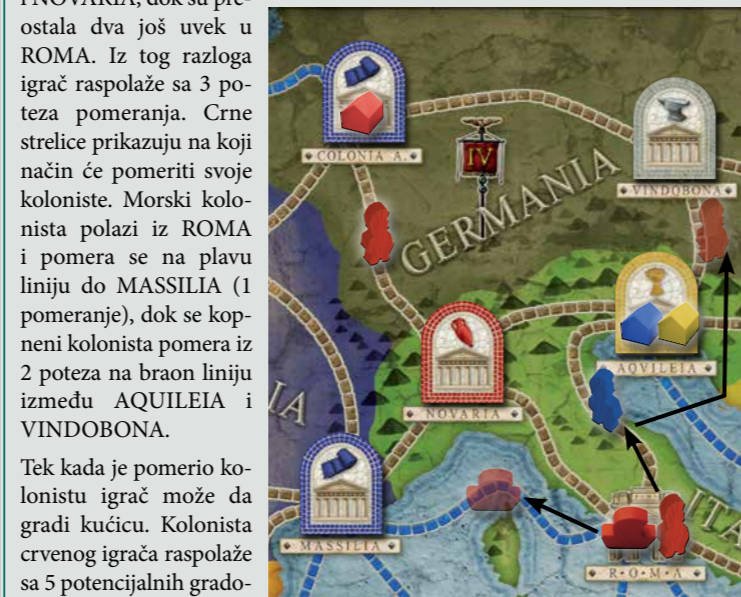 i NOVARIA, dok su pre-
ostala dva još uvek u
ROMA. Iz tog razloga
igrač raspolaže sa 3 po-
teza pomeranja. Crne
strelice prikazuju na koji
način će pomeriti svoje
koloniste. Morski kolo-
nista polazi iz ROMA
i pomera se na plavu
liniju do MASSILIA (1
pomeranje), dok se kop-
neni kolonista pomera iz
2 poteza na braon liniju
između AQUILEIA i
VINDOBONA.
Tek kada je pomerio ko-
lonistu igrač može da
gradi kućicu. Kolonista
crvenog igrača raspolaže
sa 5 potencijalnih grado-
COLONIA A.
IV
GERMANIA
VINDOBONA
AQVILEIA
NOVARIA
IA
MASSILIA
R·O·M·A
ITA